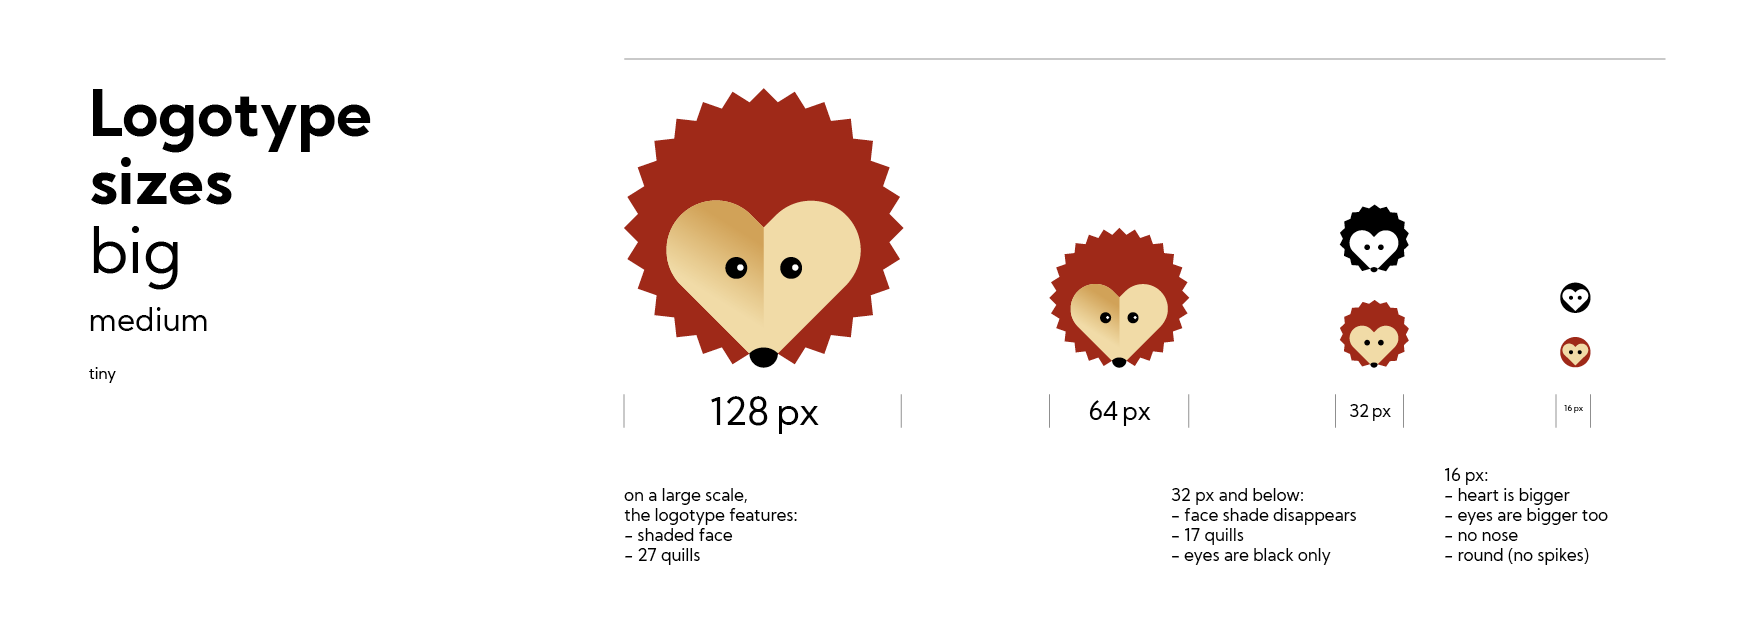 Logotype
sizes
big
medium
tiny
128 px
64 px
32 px
16 px
on a large scale,
the logotype features:
- shaded face
- 27 quills
32 px and below:
- face shade disappears
- 17 quills
- eyes are black only
16 px:
- heart is bigger
- eyes are bigger too
- no nose
- round (no spikes)